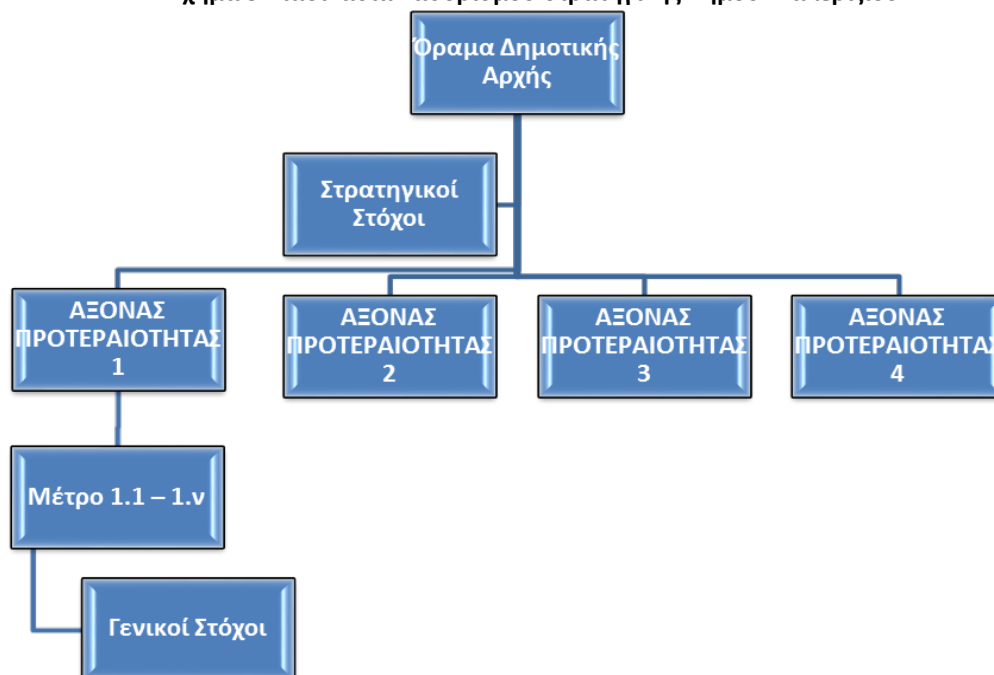 Όραμα Δημοτικής
Αρχής
Στρατηγικοί
Στόχοι
ΑΞΟΝΑΣ
ΠΡΟΤΕΡΑΙΟΤΗΤΑΣ
1
ΑΞΟΝΑΣ
ΠΡΟΤΕΡΑΙΟΤΗΤΑΣ
2
ΑΞΟΝΑΣ
ΠΡΟΤΕΡΑΙΟΤΗΤΑΣ
3
ΑΞΟΝΑΣ
ΠΡΟΤΕΡΑΙΟΤΗΤΑΣ
4
Μέτρο 1.1 – 1.ν
Γενικοί Στόχοι